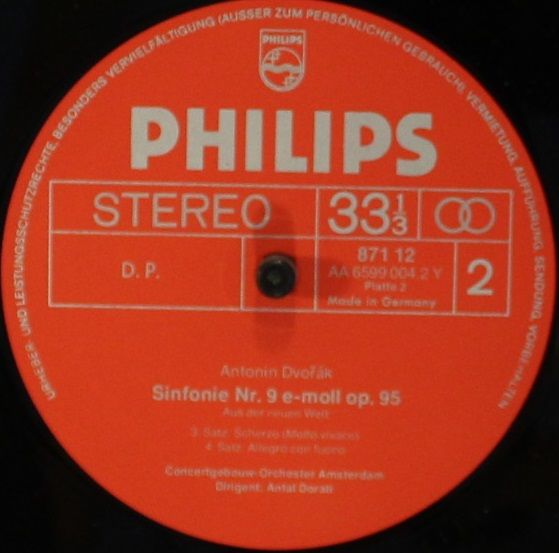 URHEBER- UND LEISTUNGSSCHUTZRECHTE, BESONDERS VERVIELFÄLTIGUNG (AUSSER ZUM PERSÖNLICHEN GEBRAUCH), VERMIETUNG, AUFFÜHRUNG, SENDUNG, VORBEHALTEN
PHILIPS
PHILIPS
STEREO 33 1/3
D.P.
871 12
AA 6599 004 2 Y
Platte 2
Made in Germany
2
Antonin Dvořák
Sinfonie Nr. 9 e-moll op. 95
Aus der neuen Welt
3. Satz: Scherzo (Molto vivace)
4. Satz: Allegro con fuoco
Concertgebouw-Orchester Amsterdam
Dirigent: Antal Dorati